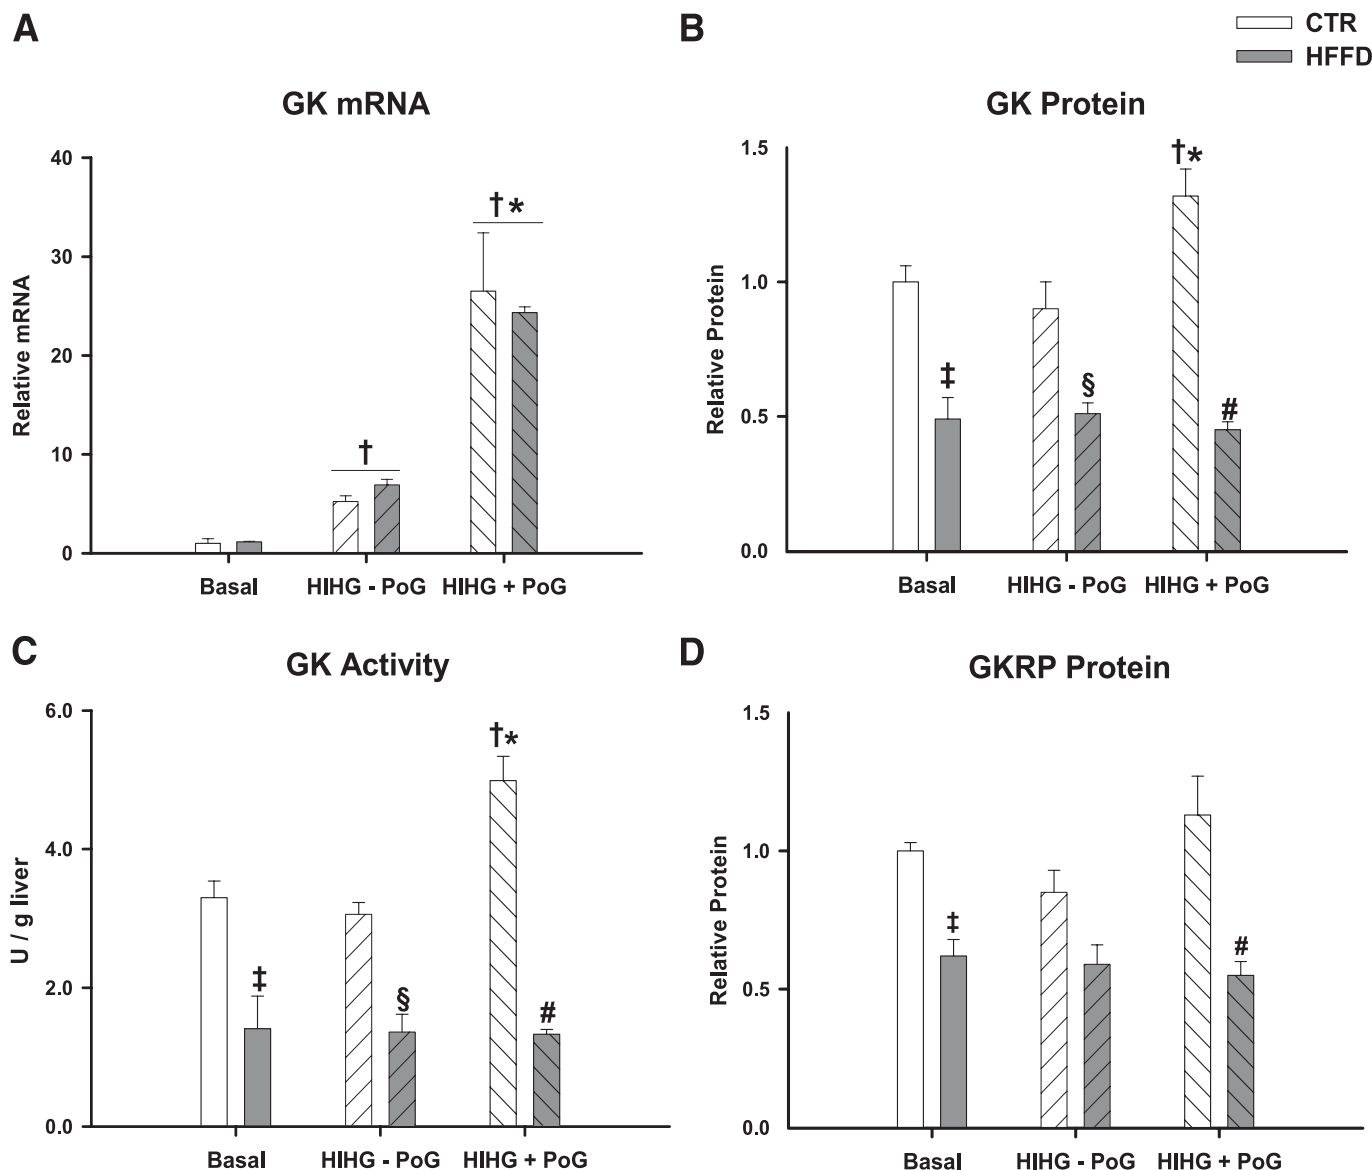 A
B
CTR
HFFD
GK mRNA
GK Protein
Relative mRNA
40
30
20
10
0
†
†*
Basal
HIHG - PoG
HIHG + PoG
Relative Protein
1.5
1.0
0.5
0.0
‡
§
†*
#
Basal
HIHG - PoG
HIHG + PoG
C
D
GK Activity
GKRP Protein
U / g liver
6.0
4.0
2.0
0.0
‡
§
†*
#
Basal
HIHG - PoG
HIHG + PoG
Relative Protein
1.5
1.0
0.5
0.0
‡
#
Basal
HIHG - PoG
HIHG + PoG